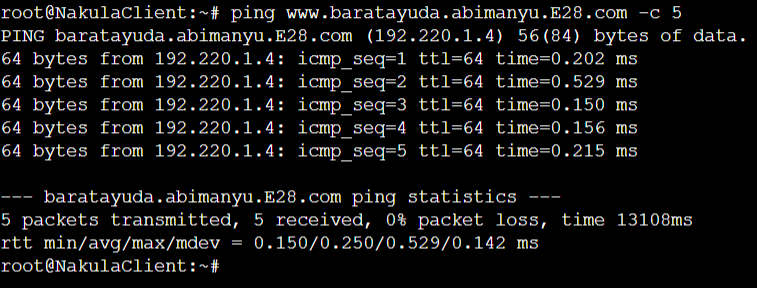 root@NakulaClient:~# ping www.baratayuda.abimanyu.E28.com -c 5
PING baratayuda.abimanyu.E28.com (192.220.1.4) 56(84) bytes of data.
64 bytes from 192.220.1.4: icmp_seq=1 ttl=64 time=0.202 ms
64 bytes from 192.220.1.4: icmp_seq=2 ttl=64 time=0.529 ms
64 bytes from 192.220.1.4: icmp_seq=3 ttl=64 time=0.150 ms
64 bytes from 192.220.1.4: icmp_seq=4 ttl=64 time=0.156 ms
64 bytes from 192.220.1.4: icmp_seq=5 ttl=64 time=0.215 ms
--- baratayuda.abimanyu.E28.com ping statistics ---
5 packets transmitted, 5 received, 0% packet loss, time 13108ms
rtt min/avg/max/mdev = 0.150/0.250/0.529/0.142 ms
root@NakulaClient:~#